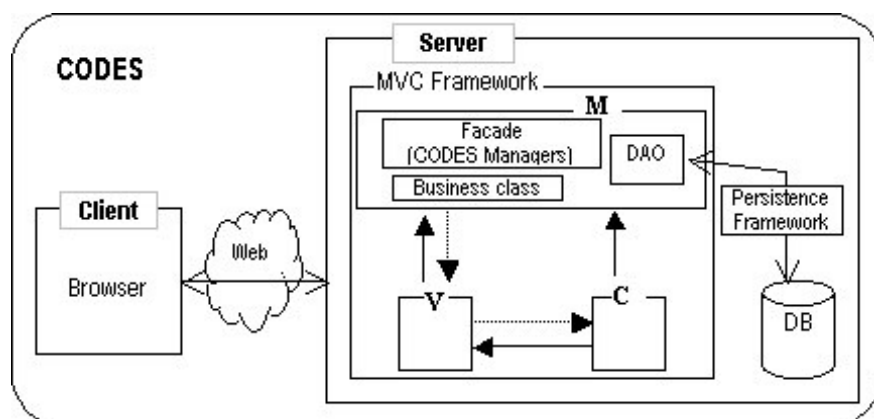 Server
CODES
MVC Framework
M
Facade
(CODES Managers)
DAO
Business class
Persistence
Framework
Client
Web
Browser
V
C
DB